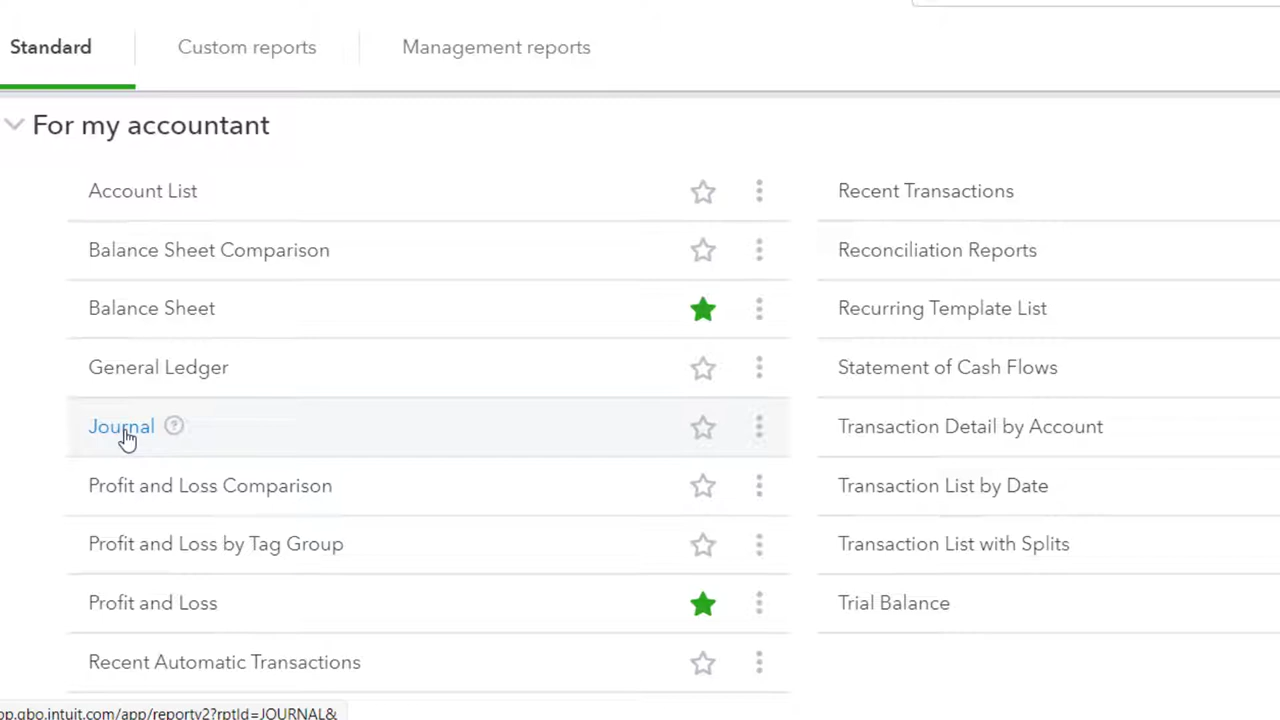 Standard
Custom reports
Management reports
For my accountant
Account List
Balance Sheet Comparison
Balance Sheet
General Ledger
Journal ?
Profit and Loss Comparison
Profit and Loss by Tag Group
Profit and Loss
Recent Automatic Transactions
Recent Transactions
Reconciliation Reports
Recurring Template List
Statement of Cash Flows
Transaction Detail by Account
Transaction List by Date
Transaction List with Splits
Trial Balance
pp.qbo.intuit.com/app/reportv2?rptId=JOURNAL&